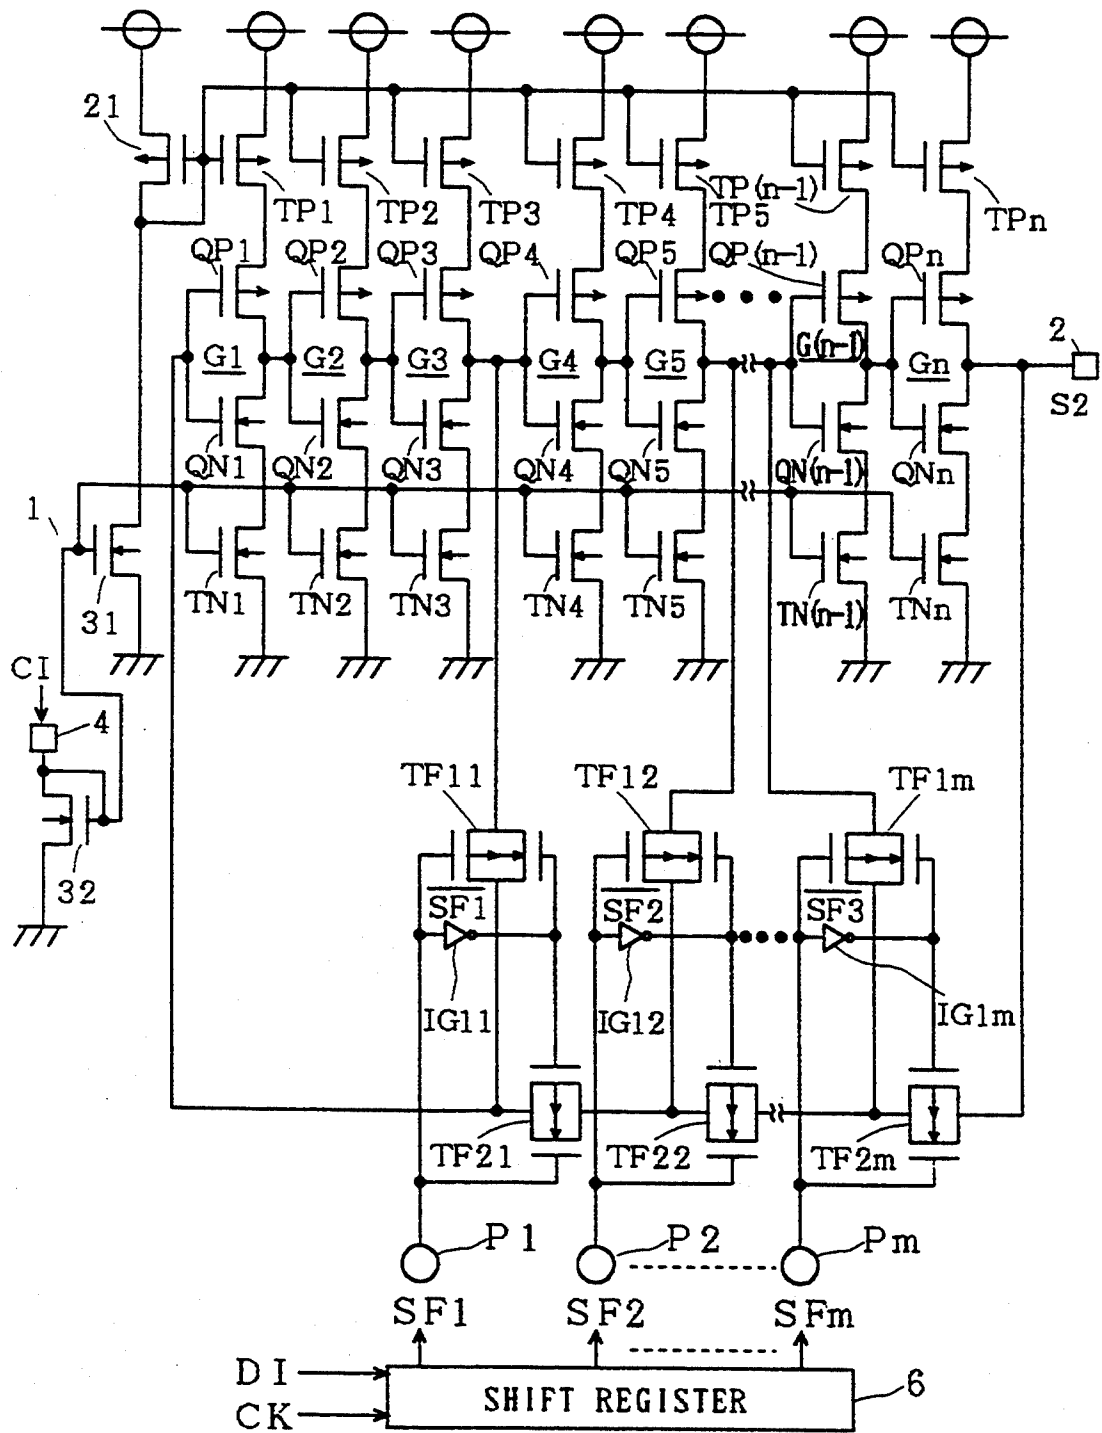 21
TP1
TP2
TP3
TP4
TP(n-1)
TP5
TPn
QP1
QP2
QP3
QP4
QP5
QP(n-1)
QPn
G1
G2
G3
G4
G5
G(n-1)
Gn
2
S2
QN1
QN2
QN3
QN4
QN5
QN(n-1)
QNn
1
31
TN1
TN2
TN3
TN4
TN5
TN(n-1)
TNn
CI
4
32
TF11
TF12
TF1m
SF1
SF2
SF3
IG11
IG12
IG1m
TF21
TF22
TF2m
P1
P2
Pm
SF1
SF2
SFm
DI
CK
SHIFT REGISTER
6